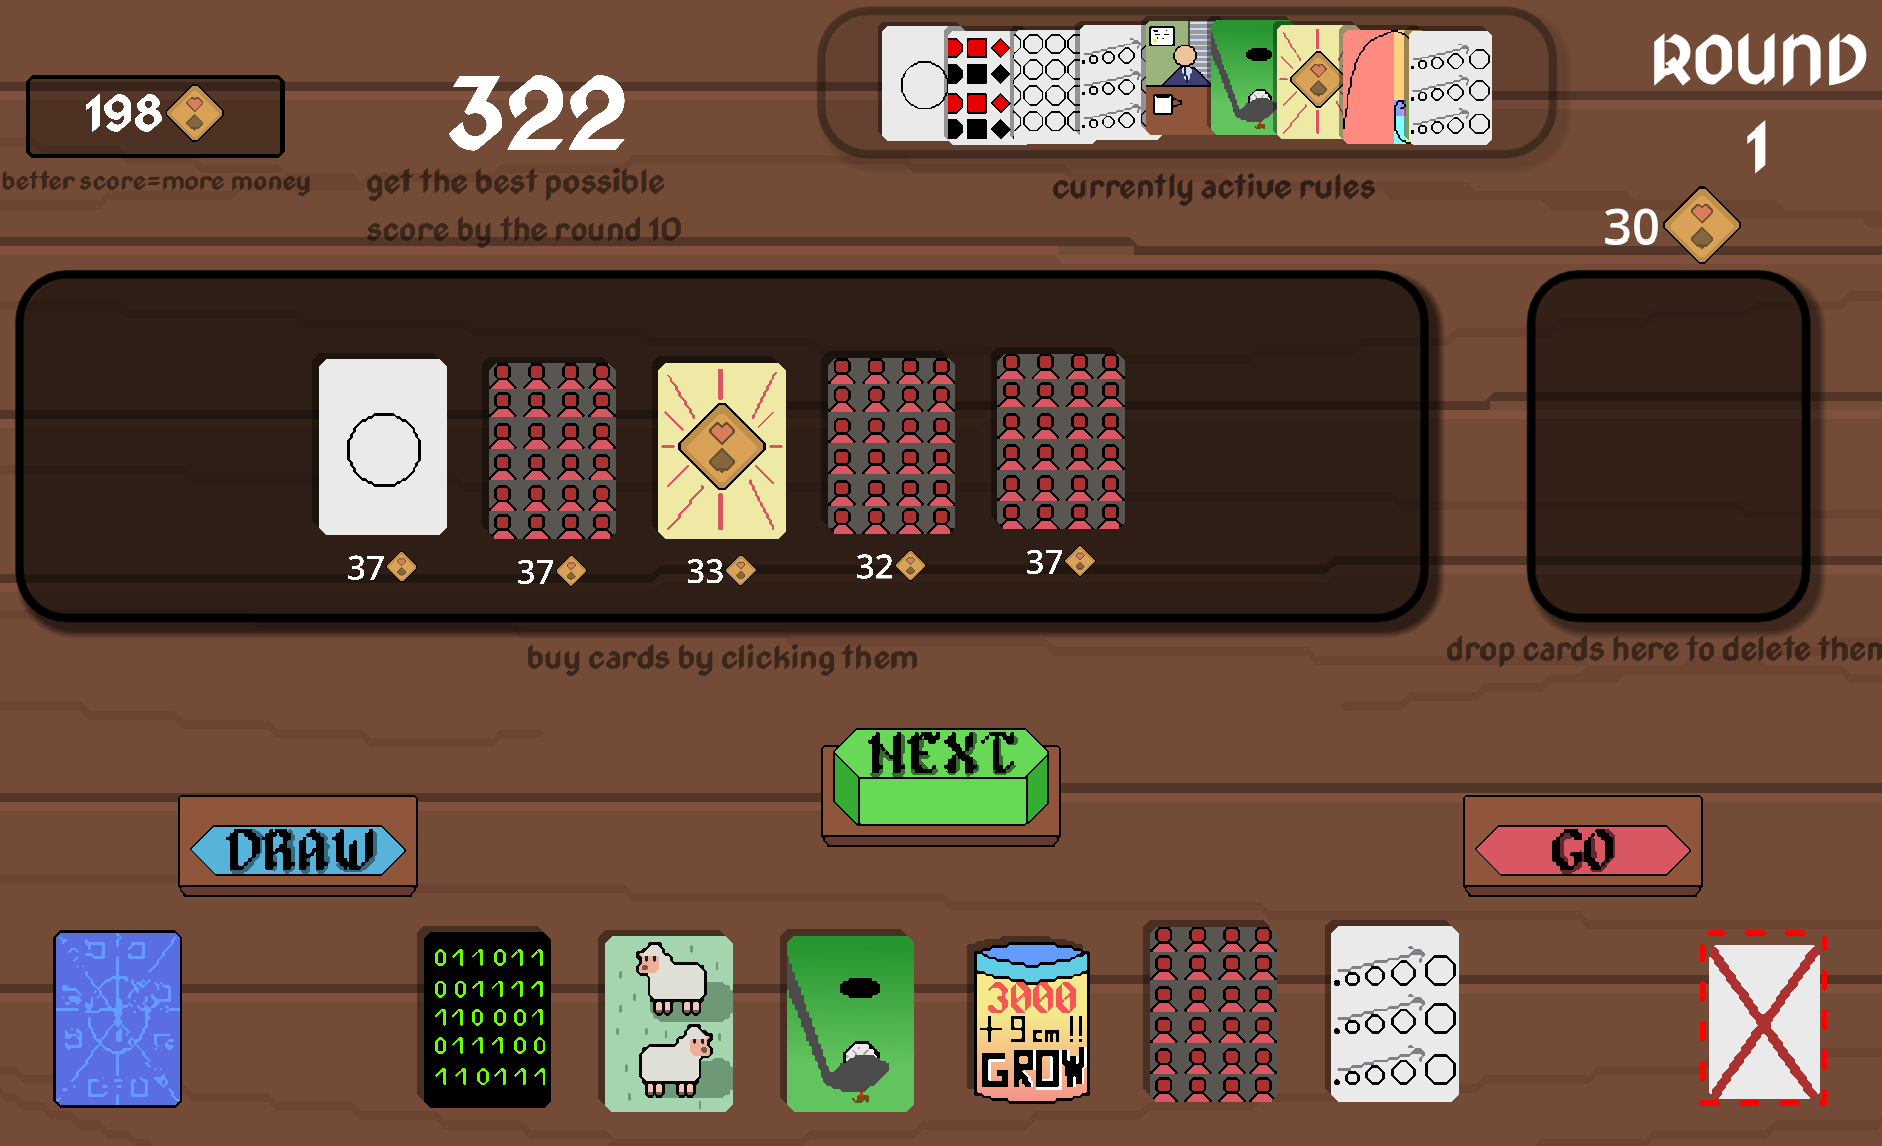 198
better score=more money
322
get the best possible
score by the round 10
currently active rules
ROUND
1
30
37
37
33
32
37
buy cards by clicking them
drop cards here to delete them
NEXT
DRAW
GO
011011
001111
110001
011100
110111
3000
+9cm!!
GROW